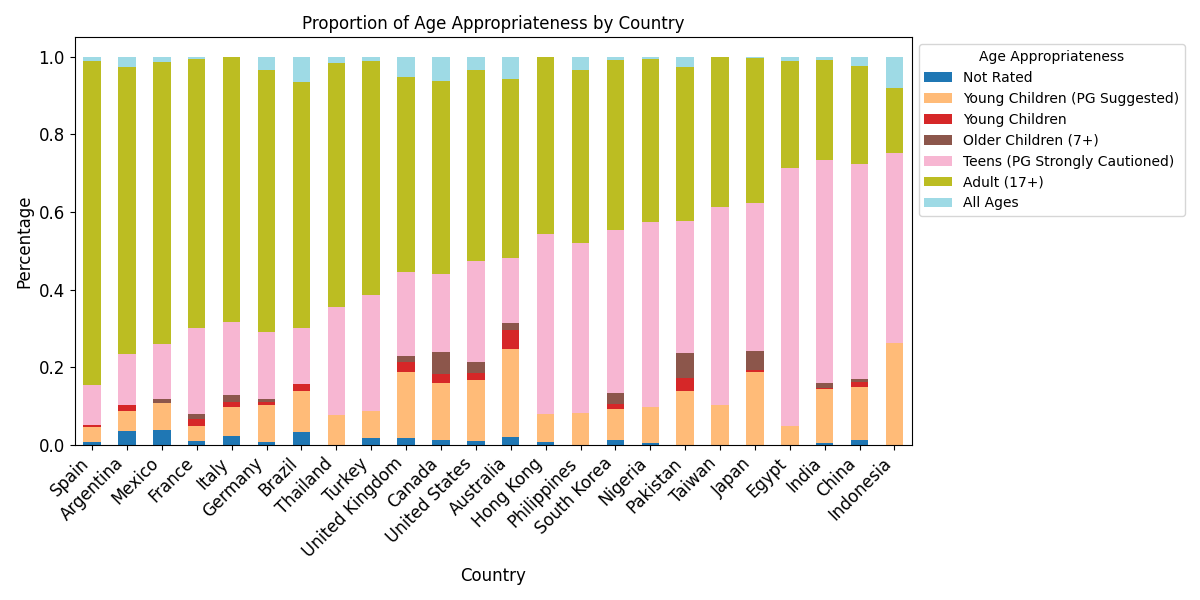 Proportion of Age Appropriateness by Country
Percentage
1.0
0.8
0.6
0.4
0.2
0.0
Spain
Argentina
Mexico
France
Italy
Germany
Brazil
Thailand
Turkey
United Kingdom
Canada
United States
Australia
Hong Kong
Philippines
South Korea
Nigeria
Pakistan
Taiwan
Japan
Egypt
India
China
Indonesia
Country
Age Appropriateness
Not Rated
Young Children (PG Suggested)
Young Children
Older Children (7+)
Teens (PG Strongly Cautioned)
Adult (17+)
All Ages